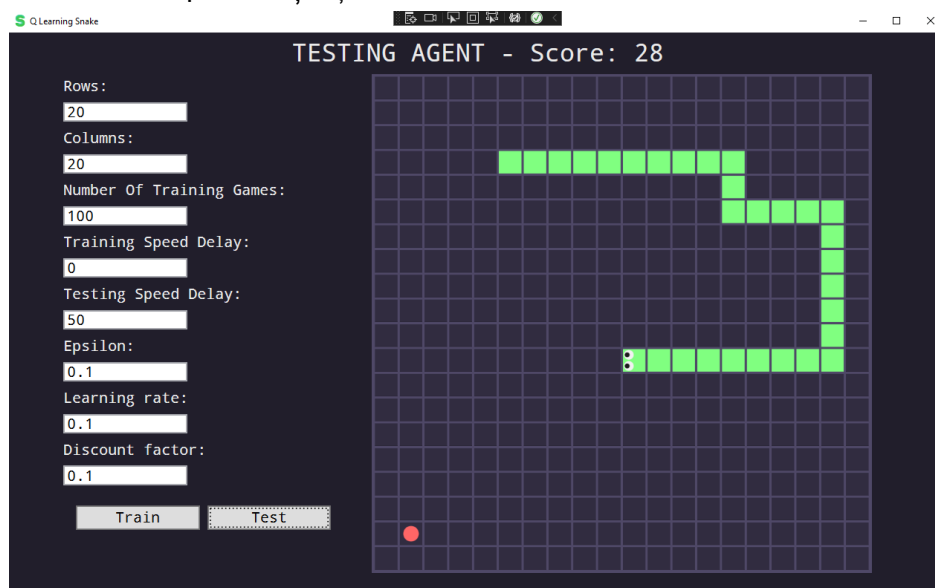 Q Learning Snake
TESTING AGENT - Score: 28
Rows:
20
Columns:
20
Number Of Training Games:
100
Training Speed Delay:
0
Testing Speed Delay:
50
Epsilon:
0.1
Learning rate:
0.1
Discount factor:
0.1
Train Test